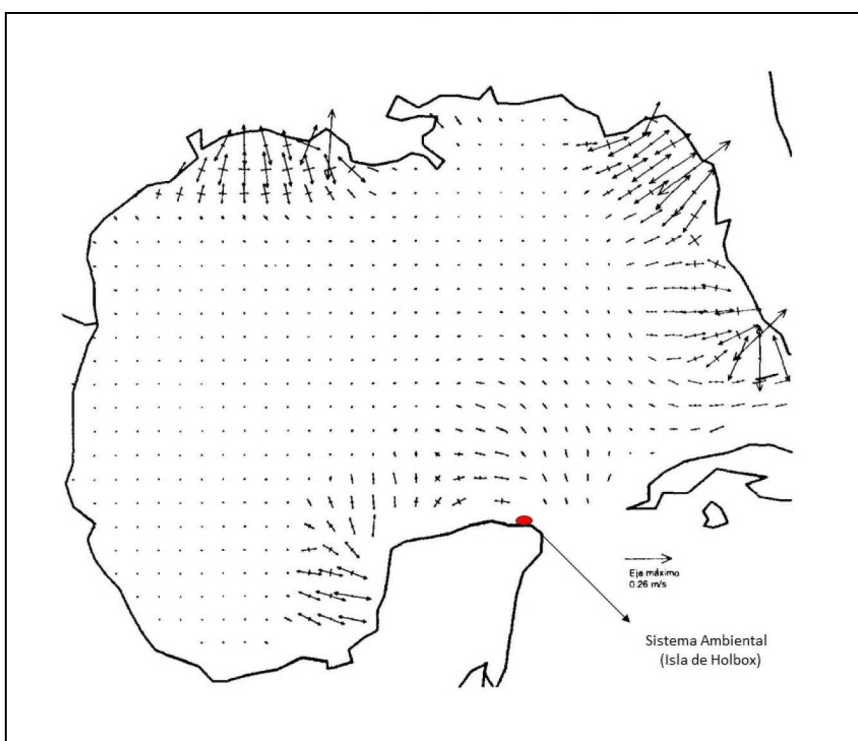 Eje máximo
0.26 m/s
Sistema Ambiental
(Isla de Holbox)